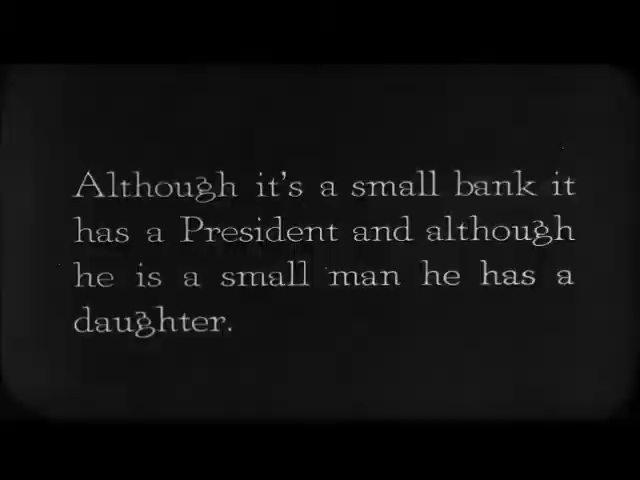 Although it's a small bank it
has a President and although
he is a small man he has a
daughter.